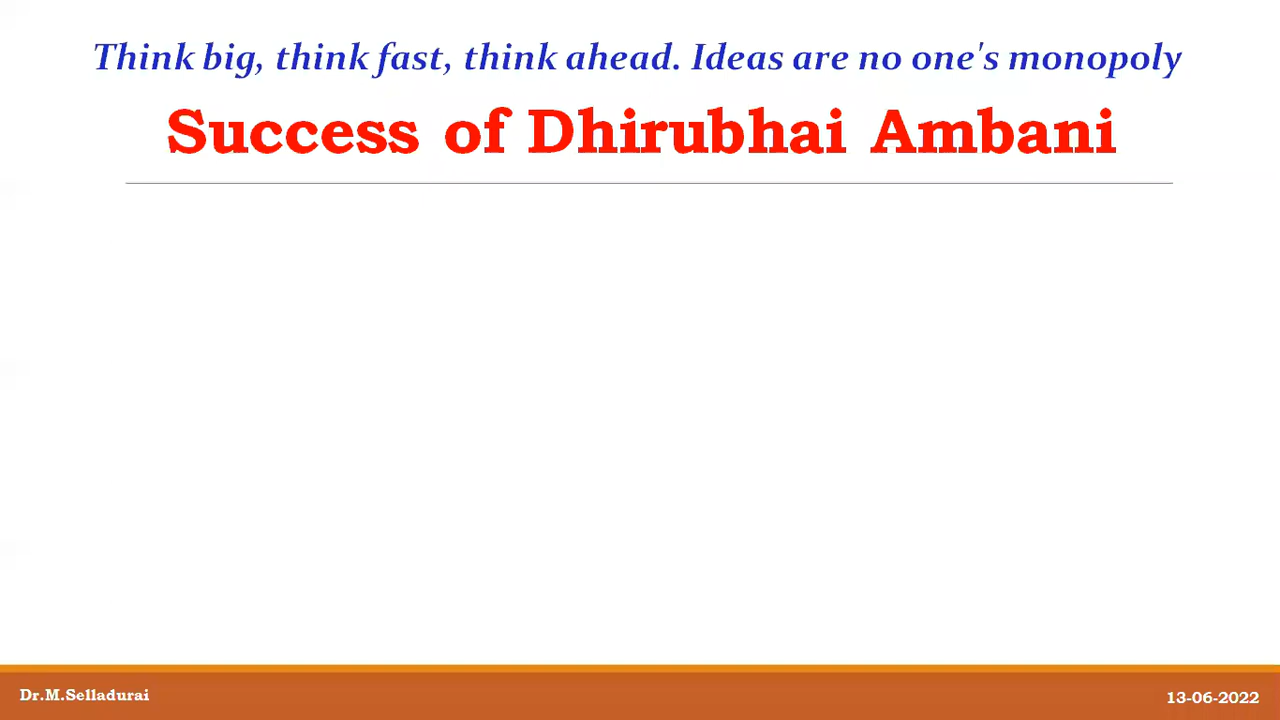 Think big, think fast, think ahead. Ideas are no one's monopoly
Success of Dhirubhai Ambani
Dr.M.Selladurai
13-06-2022